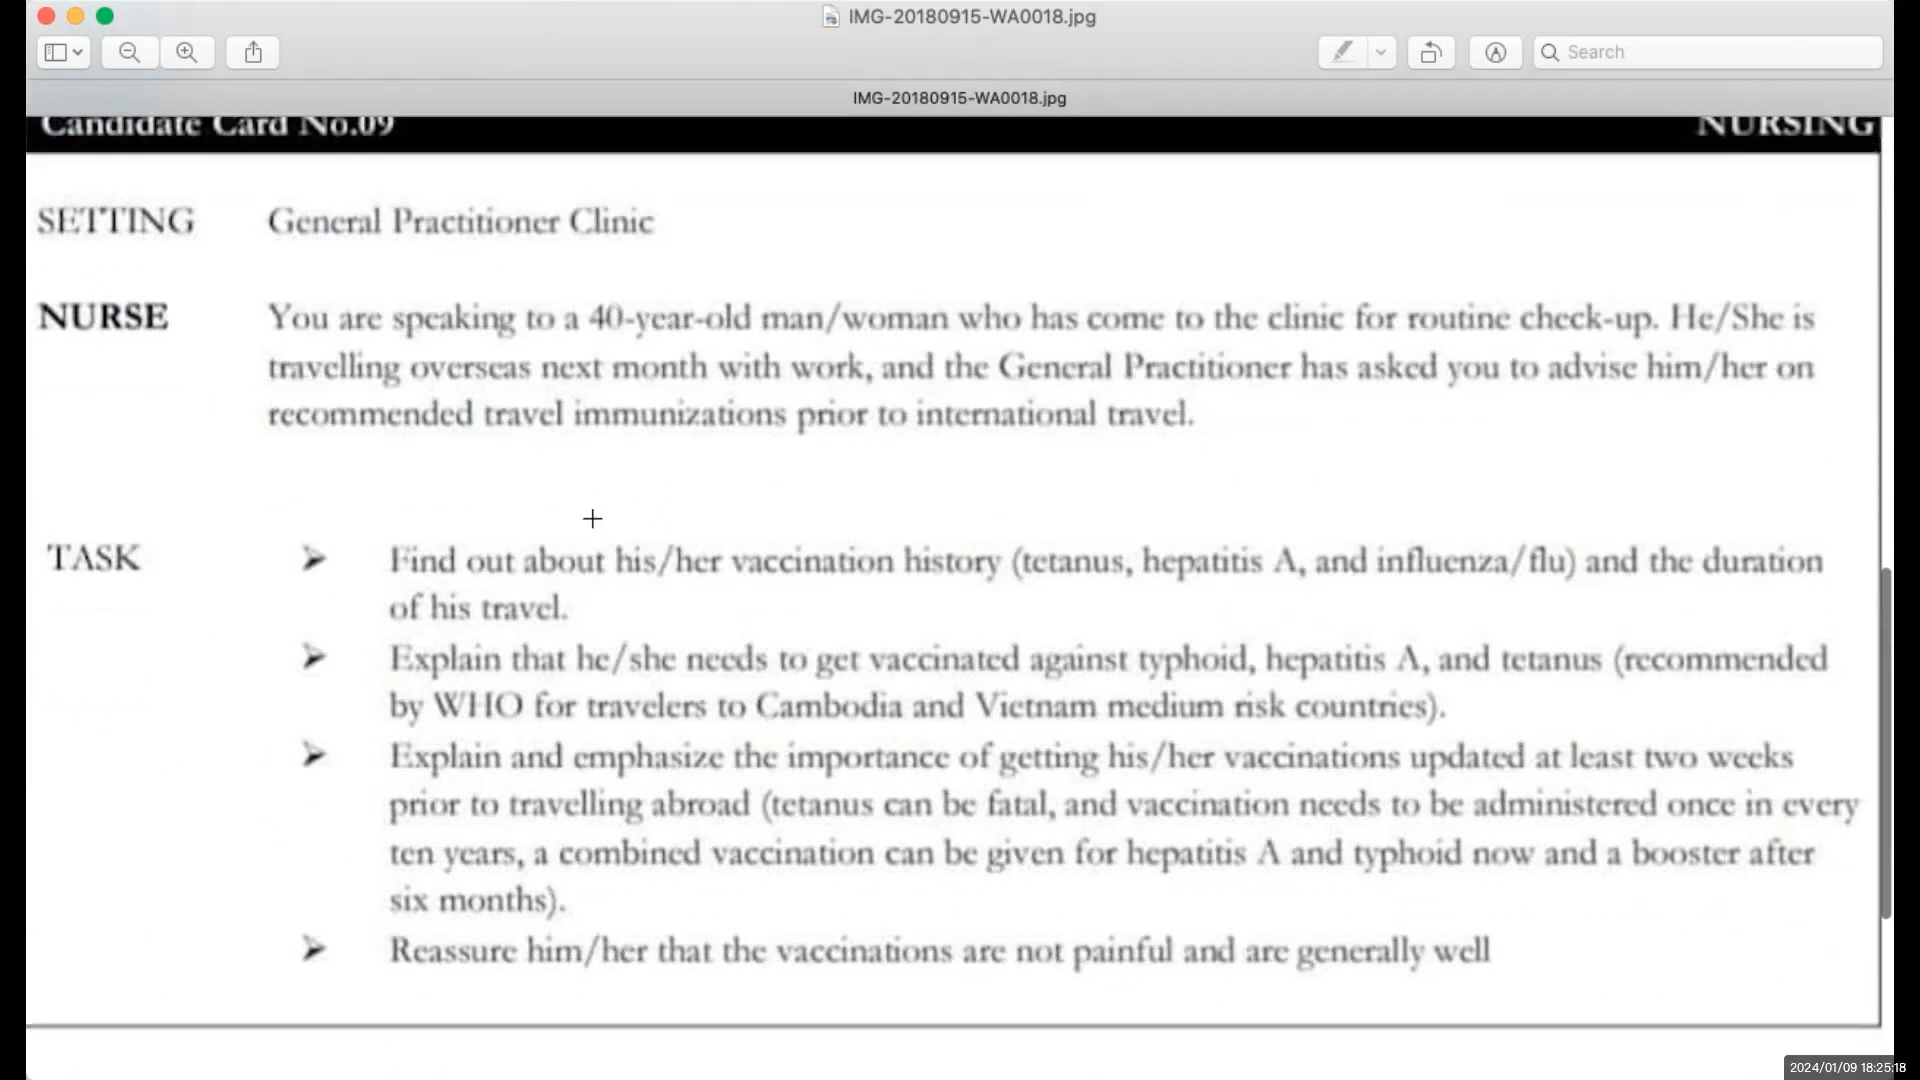 IMG-20180915-WA0018.jpg
Search
IMG-20180915-WA0018.jpg
Candidate Card No.09 NURSING
SETTING General Practitioner Clinic
NURSE You are speaking to a 40-year-old man/woman who has come to the clinic for routine check-up. He/She is
travelling overseas next month with work, and the General Practitioner has asked you to advise him/her on
recommended travel immunizations prior to international travel.
TASK ➤ Find out about his/her vaccination history (tetanus, hepatitis A, and influenza/flu) and the duration
of his travel.
➤ Explain that he/she needs to get vaccinated against typhoid, hepatitis A, and tetanus (recommended
by WHO for travelers to Cambodia and Vietnam medium risk countries).
➤ Explain and emphasize the importance of getting his/her vaccinations updated at least two weeks
prior to travelling abroad (tetanus can be fatal, and vaccination needs to be administered once in every
ten years, a combined vaccination can be given for hepatitis A and typhoid now and a booster after
six months).
➤ Reassure him/her that the vaccinations are not painful and are generally well
2024/01/09 18:25:18